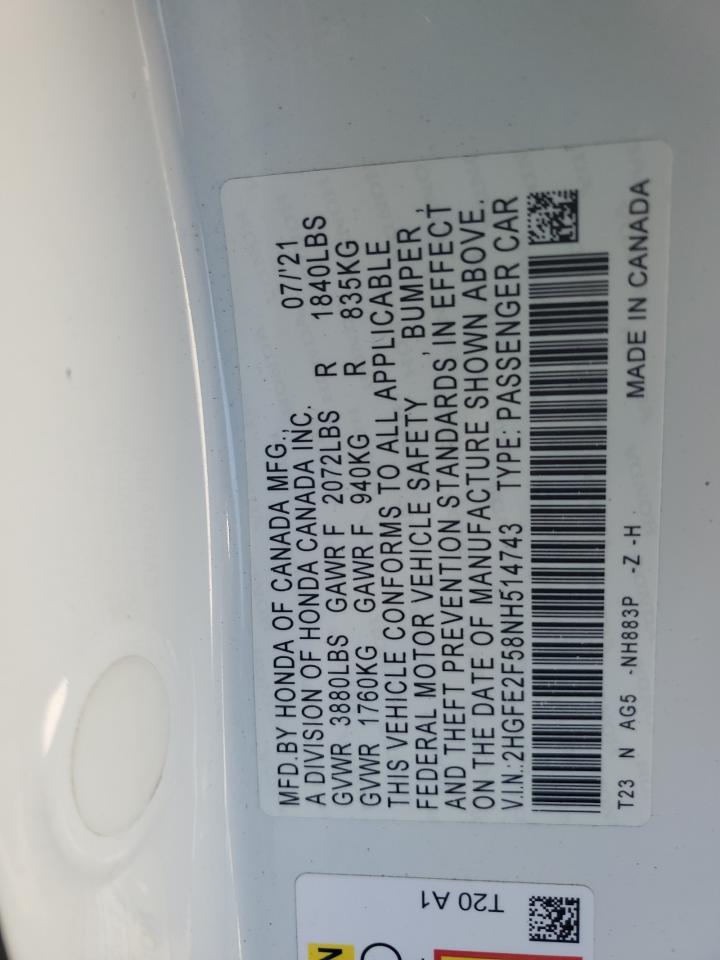 MFD.BY HONDA OF CANADA MFG., 07/'21
A DIVISION OF HONDA CANADA INC.
GVWR 3880LBS GAWR F 2072LBS R 1840LBS
GVWR 1760KG GAWR F 940KG R 835KG
THIS VEHICLE CONFORMS TO ALL APPLICABLE
FEDERAL MOTOR VEHICLE SAFETY , BUMPER ,
AND THEFT PREVENTION STANDARDS IN EFFECT
ON THE DATE OF MANUFACTURE SHOWN ABOVE.
V.I.N.:2HGFE2F58NH514743 TYPE: PASSENGER CAR
T23 N AG5 -NH883P -Z -H MADE IN CANADA
T20 A1